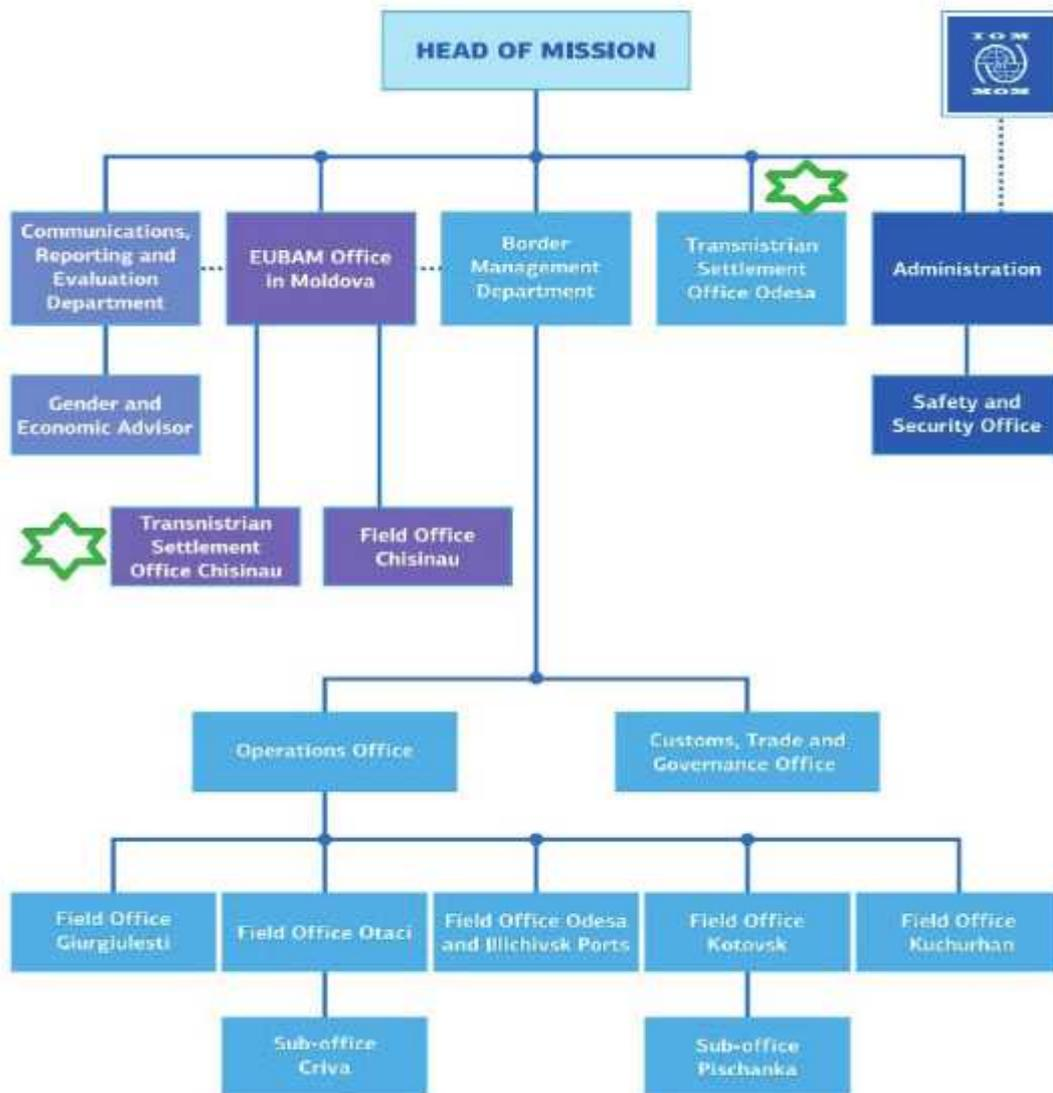 HEAD OF MISSION
IOM
MOM
Communications,
Reporting and
Evaluation
Department
EUBAM Office
in Moldova
Border
Management
Department
Transnistrian
Settlement
Office Odesa
Administration
Gender and
Economic Advisor
Safety and
Security Office
Transnistrian
Settlement
Office Chisinau
Field Office
Chisinau
Operations Office
Customs, Trade and
Governance Office
Field Office
Giurgiulesti
Field Office Otaci
Field Office Odesa
and Illichivsk Ports
Field Office
Kotovsk
Field Office
Kuchurhan
Sub-office
Criva
Sub-office
Pischanka